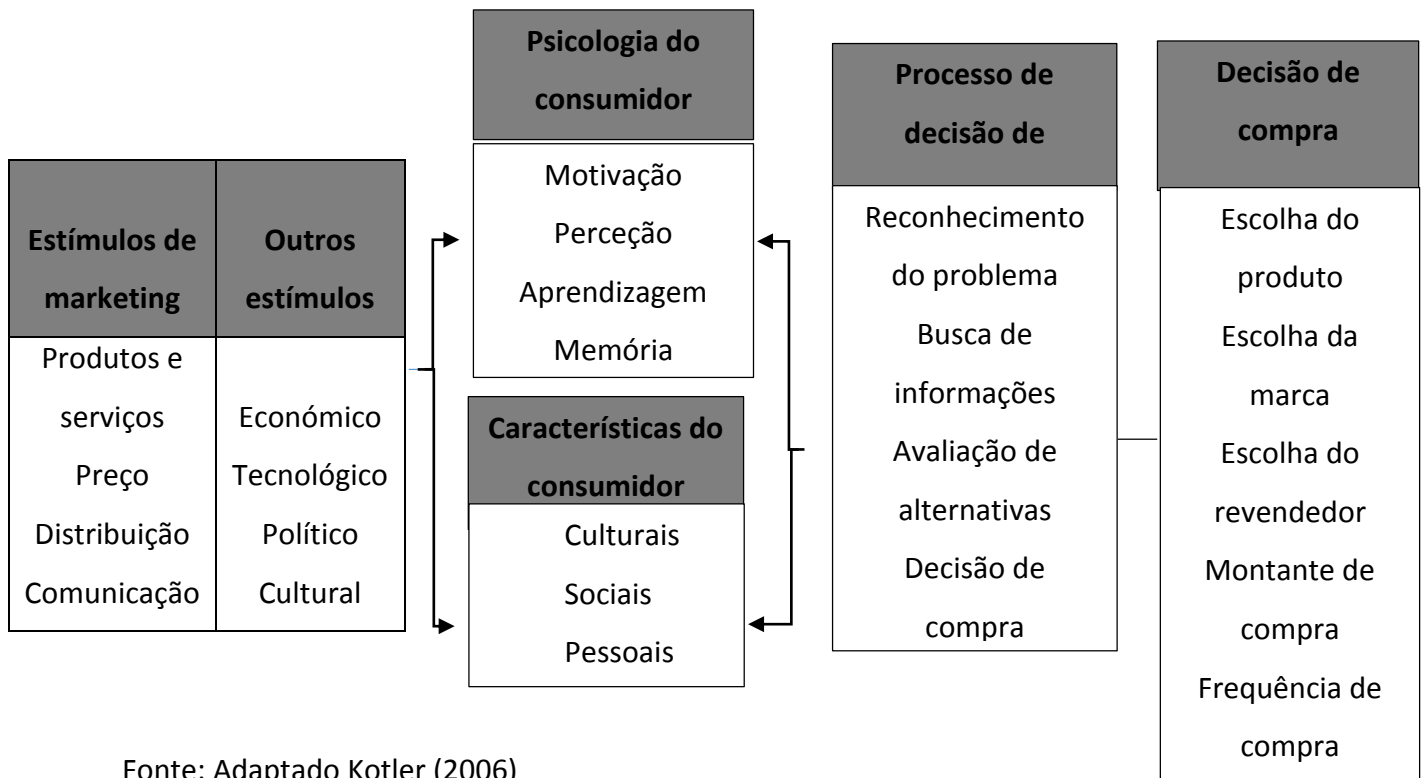 Estímulos de
marketing
Produtos e
serviços
Preço
Distribuição
Comunicação
Outros
estímulos
Económico
Tecnológico
Político
Cultural
Psicologia do
consumidor
Motivação
Perceção
Aprendizagem
Memória
Características do
consumidor
Culturais
Sociais
Pessoais
Processo de
decisão de
Reconhecimento
do problema
Busca de
informações
Avaliação de
alternativas
Decisão de
compra
Decisão de
compra
Escolha do
produto
Escolha da
marca
Escolha do
revendedor
Montante de
compra
Frequência de
compra
Fonte: Adaptado Kotler (2006)